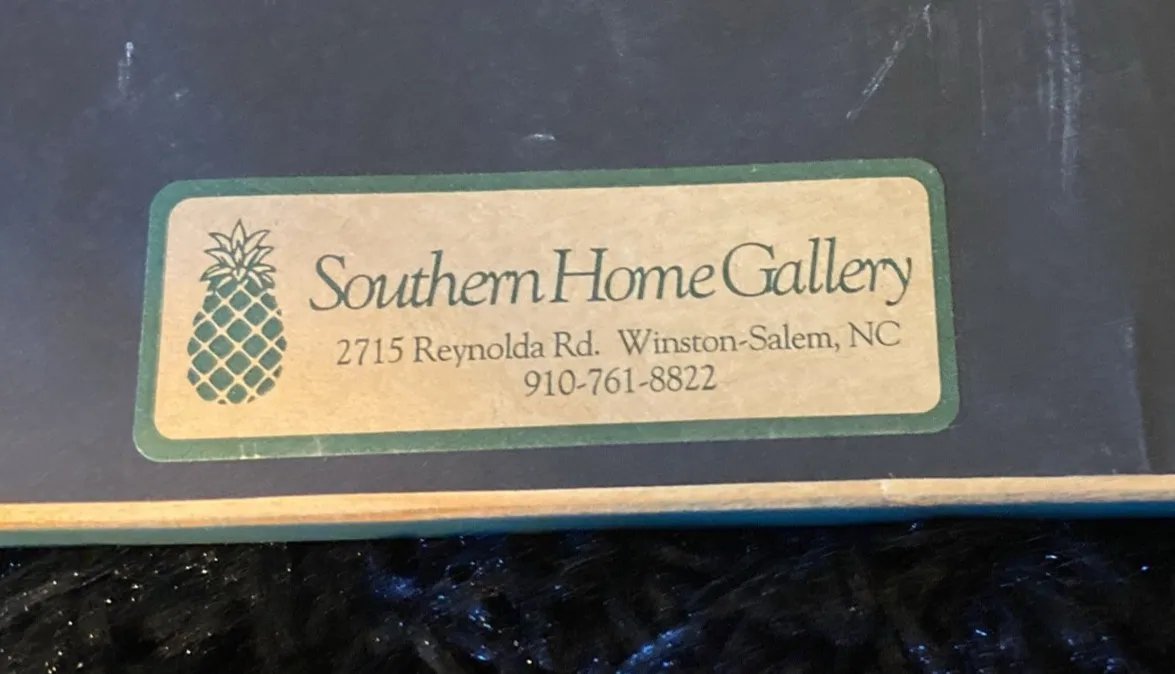 Southern Home Gallery
2715 Reynolda Rd. Winston-Salem, NC
910-761-8822